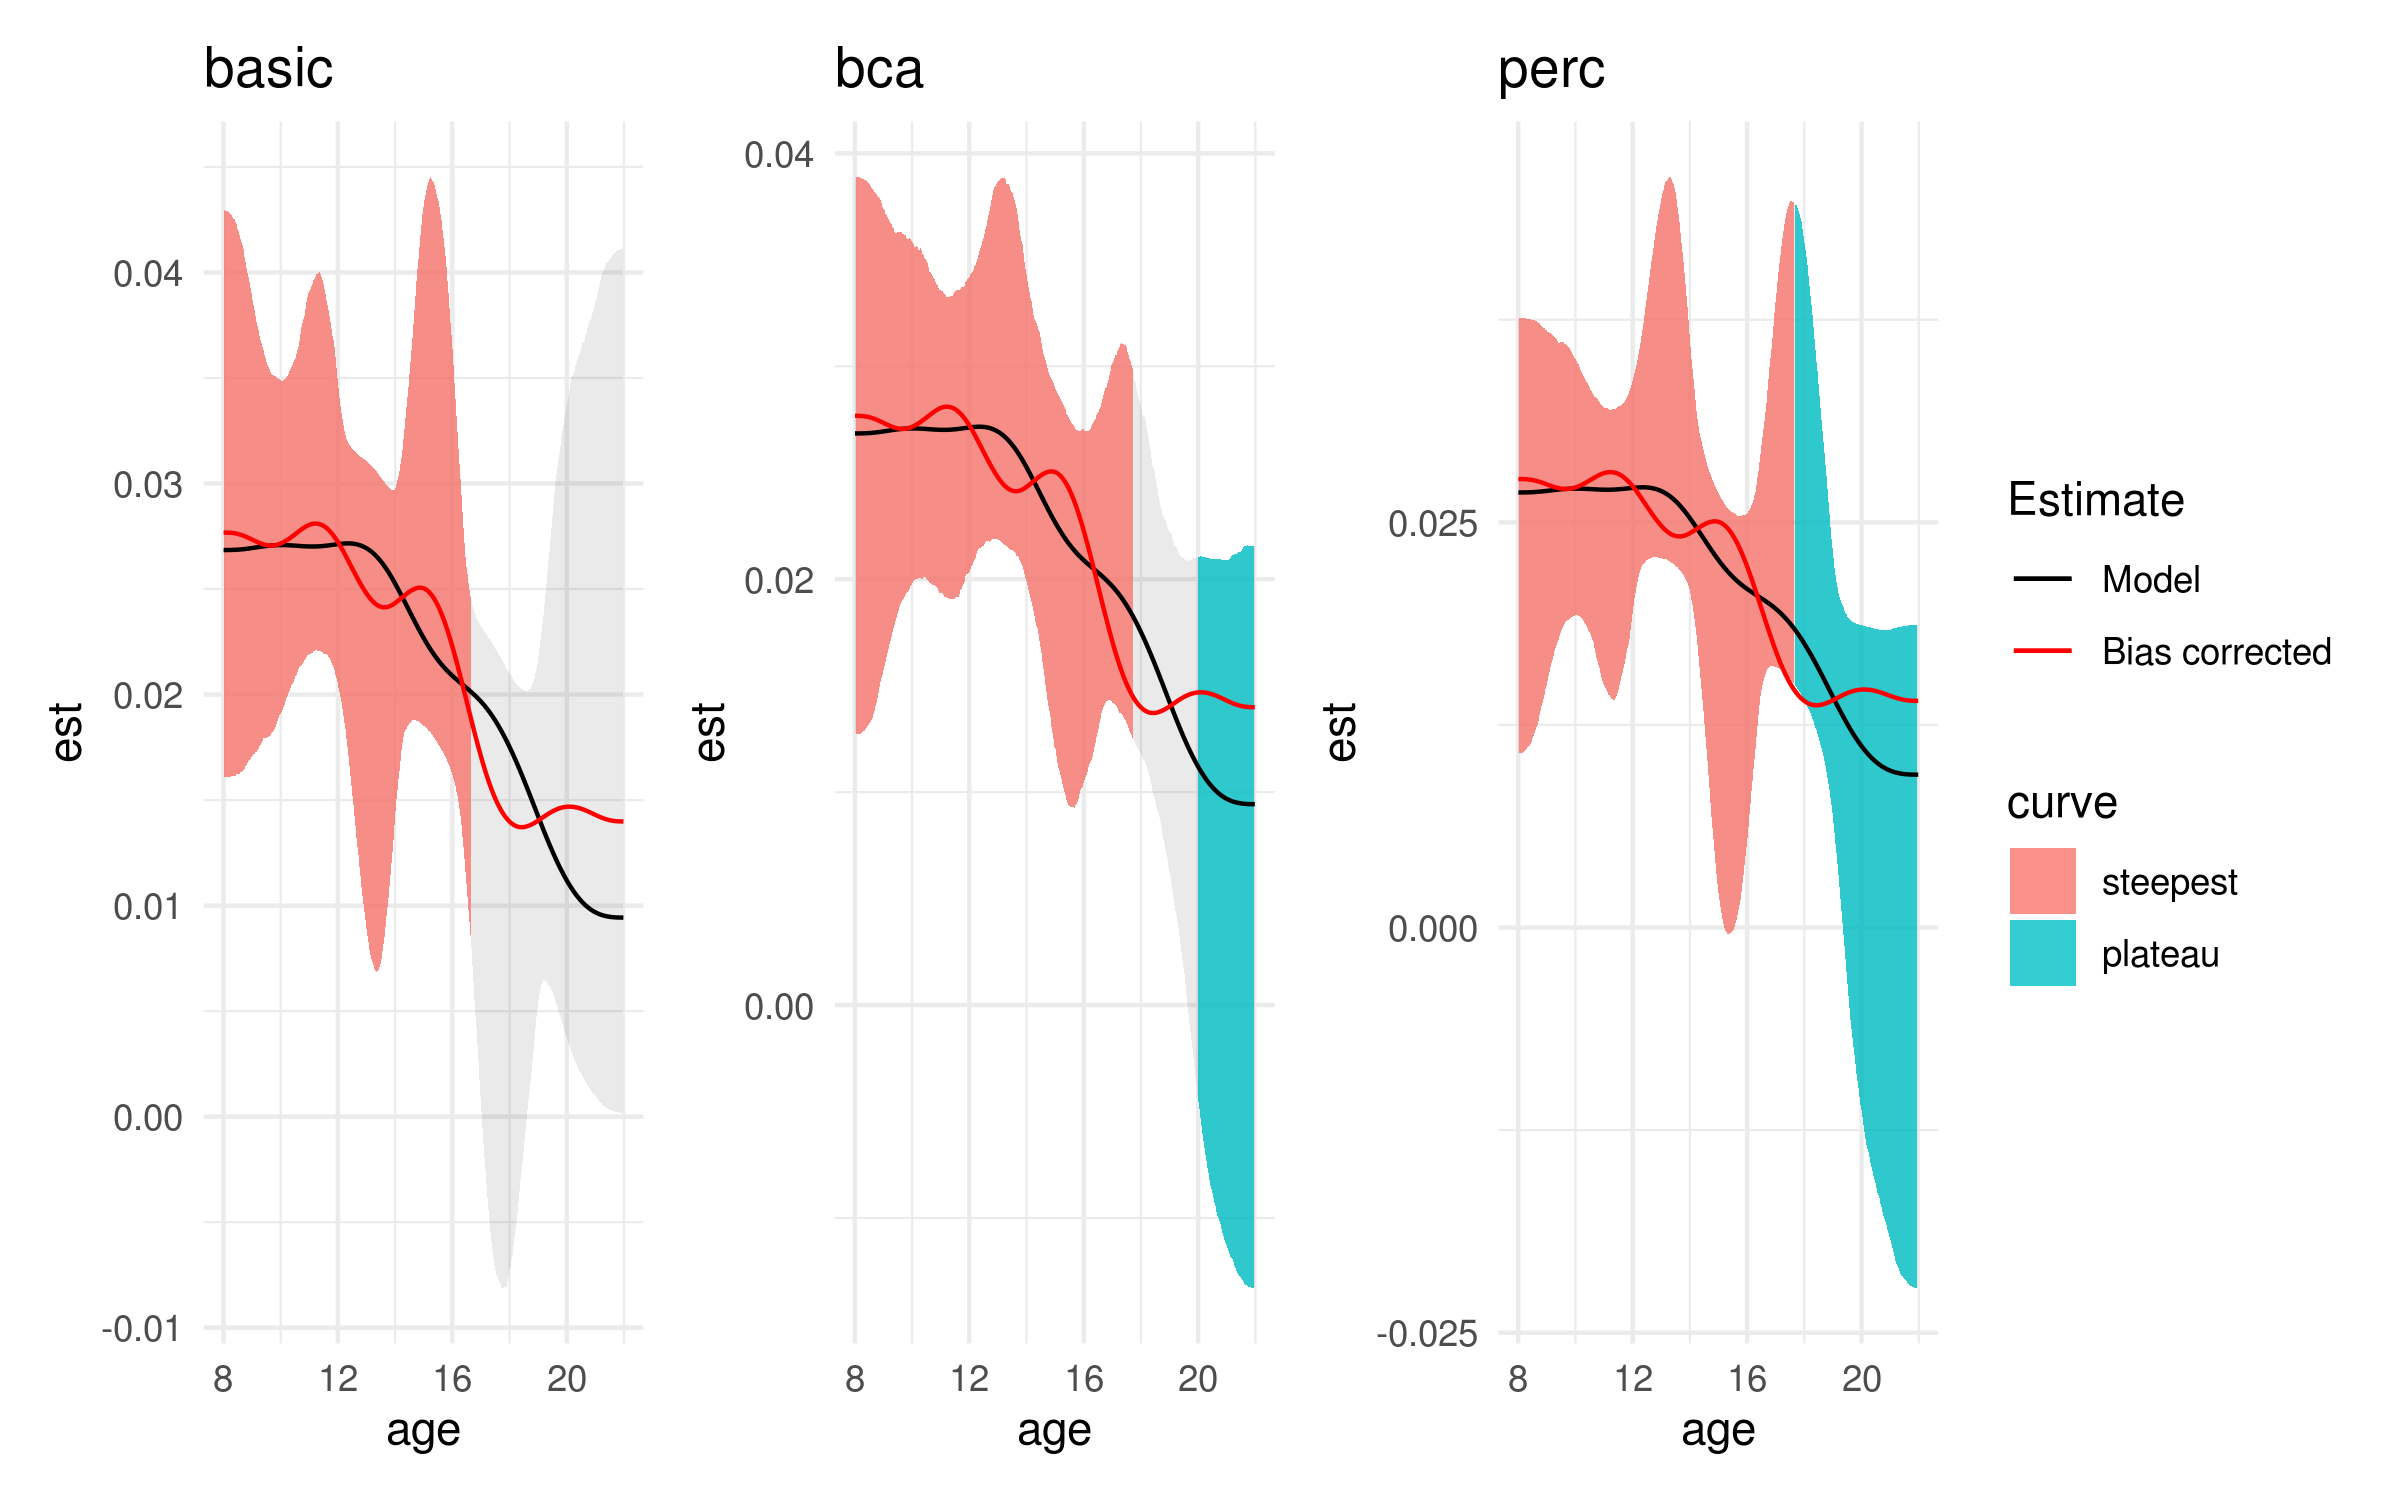 basic
0.04
0.03
0.02
0.01
0.00
-0.01
est
8 12 16 20
age
bca
0.04
0.02
0.00
est
8 12 16 20
age
perc
0.025
0.000
-0.025
est
8 12 16 20
age
Estimate
Model
Bias corrected
curve
steepest
plateau